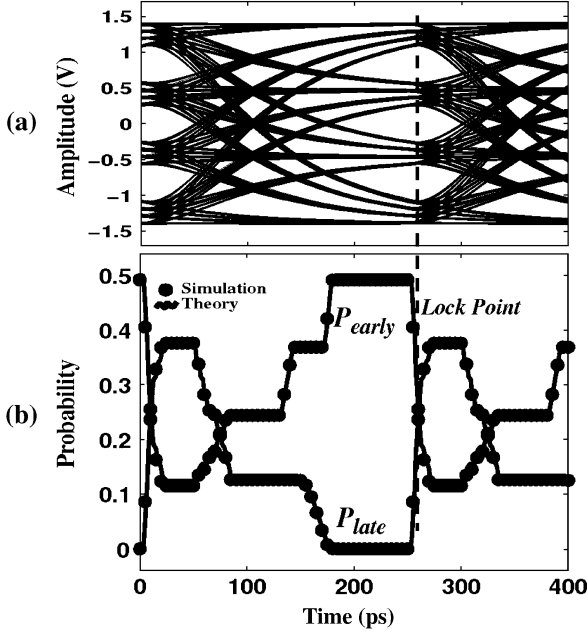 (a)
Amplitude (V)
1.5
1
0.5
0
-0.5
-1
-1.5
(b)
Probability
0.5
0.4
0.3
0.2
0.1
0
Simulation
Theory
P_early
Lock Point
P_late
0 100 200 300 400
Time (ps)